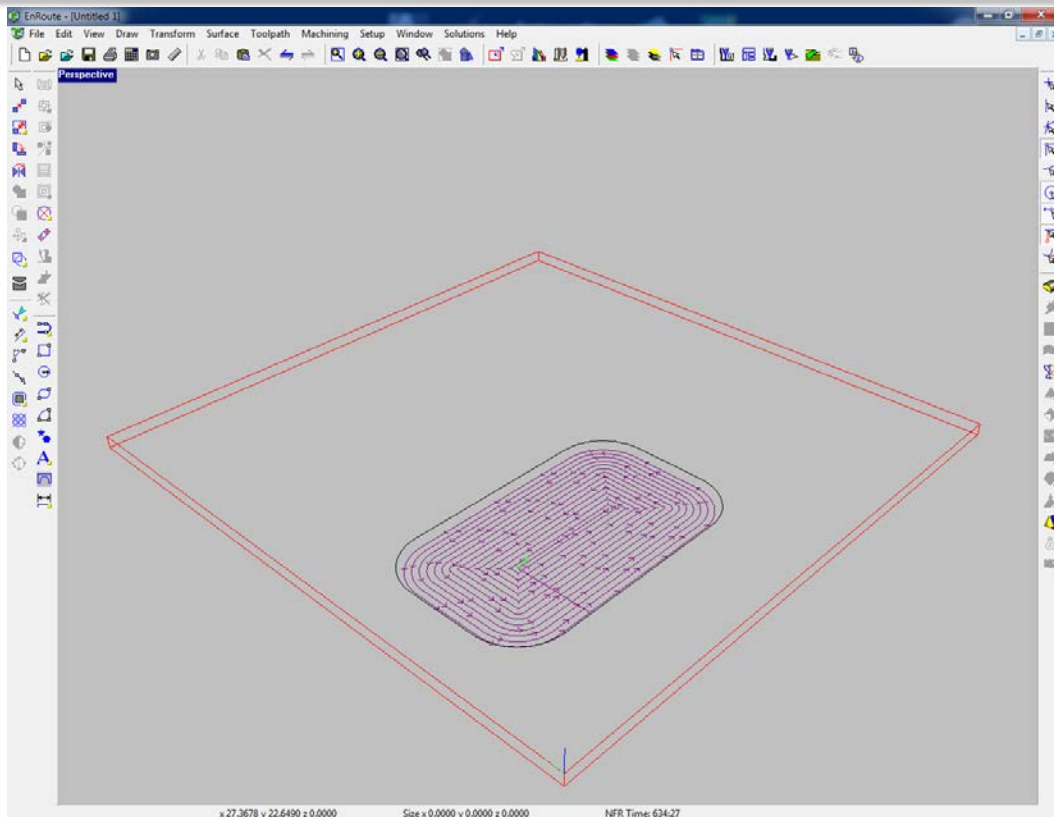 EnRoute - [Untitled 1]
File Edit View Draw Transform Surface Toolpath Machining Setup Window Solutions Help
Perspective
x 27.3678 y 22.6490 z 0.0000 Size x 0.0000 y 0.0000 z 0.0000 NFR Time: 634:27